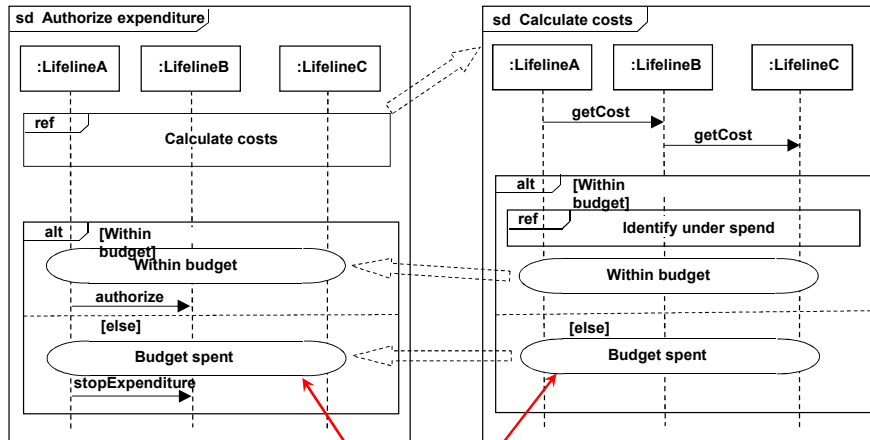 sd Authorize expenditure
:LifelineA
:LifelineB
:LifelineC
ref
Calculate costs
alt
[Within
budget]
Within budget
authorize
[else]
Budget spent
stopExpenditure
sd Calculate costs
:LifelineA
:LifelineB
:LifelineC
getCost
getCost
alt
[Within
budget]
ref
Identify under spend
Within budget
[else]
Budget spent